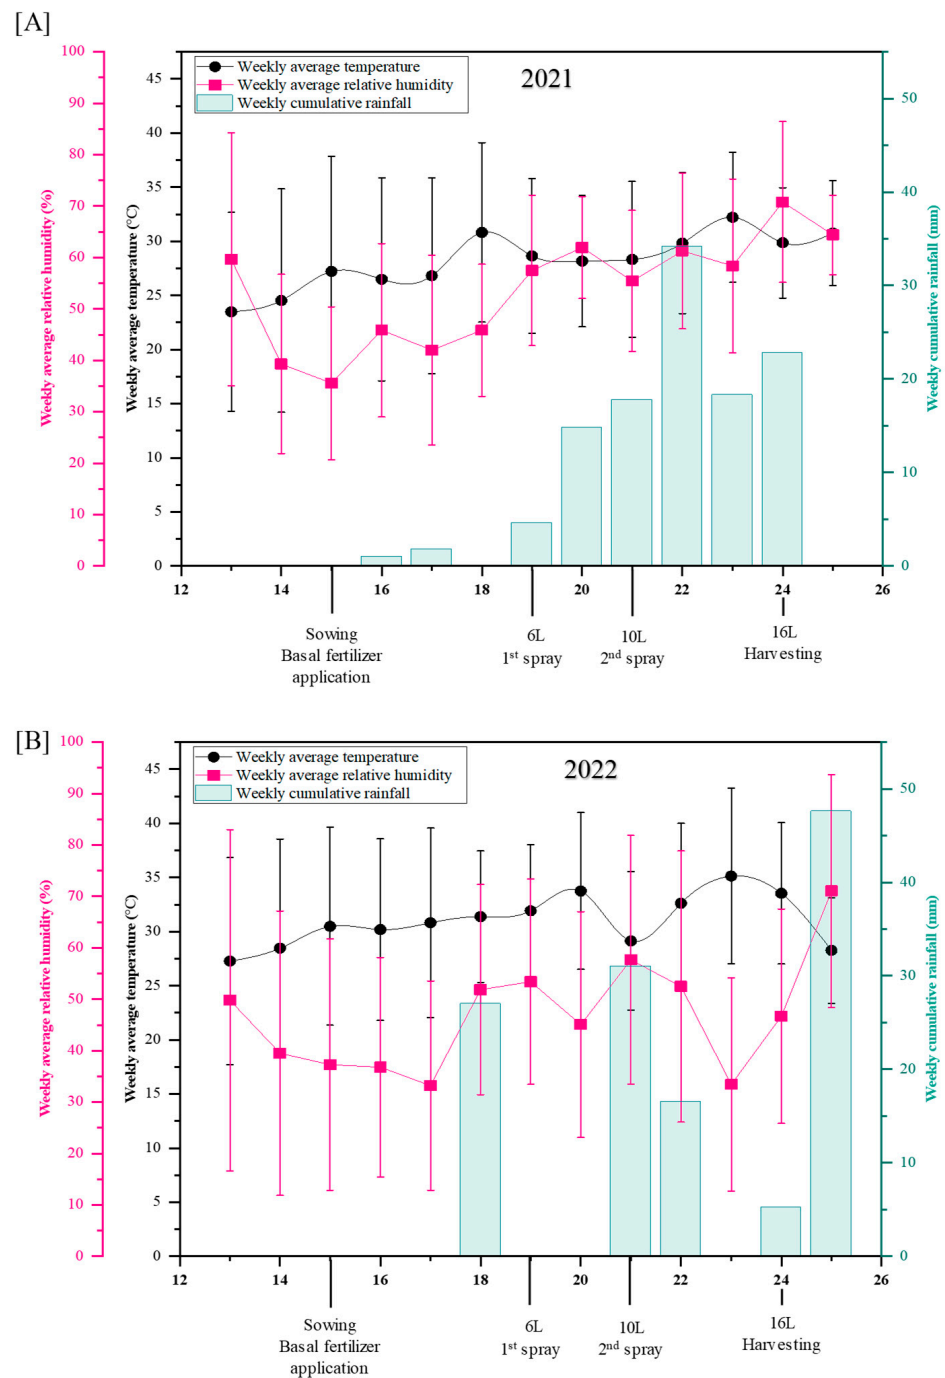 [A]
2021
Weekly average temperature
Weekly average relative humidity
Weekly cumulative rainfall
Weekly average relative humidity (%)
100
90
80
70
60
50
40
30
20
10
0
Weekly average temperature (°C)
45
40
35
30
25
20
15
10
5
0
Weekly cumulative rainfall (mm)
50
40
30
20
10
0
12 14 16 18 20 22 24 26
Sowing
Basal fertilizer
application
6L
1st spray
10L
2nd spray
16L
Harvesting
[B]
2022
Weekly average temperature
Weekly average relative humidity
Weekly cumulative rainfall
Weekly average relative humidity (%)
100
90
80
70
60
50
40
30
20
10
0
Weekly average temperature (°C)
45
40
35
30
25
20
15
10
5
0
Weekly cumulative rainfall (mm)
50
40
30
20
10
0
12 14 16 18 20 22 24 26
Sowing
Basal fertilizer
application
6L
1st spray
10L
2nd spray
16L
Harvesting